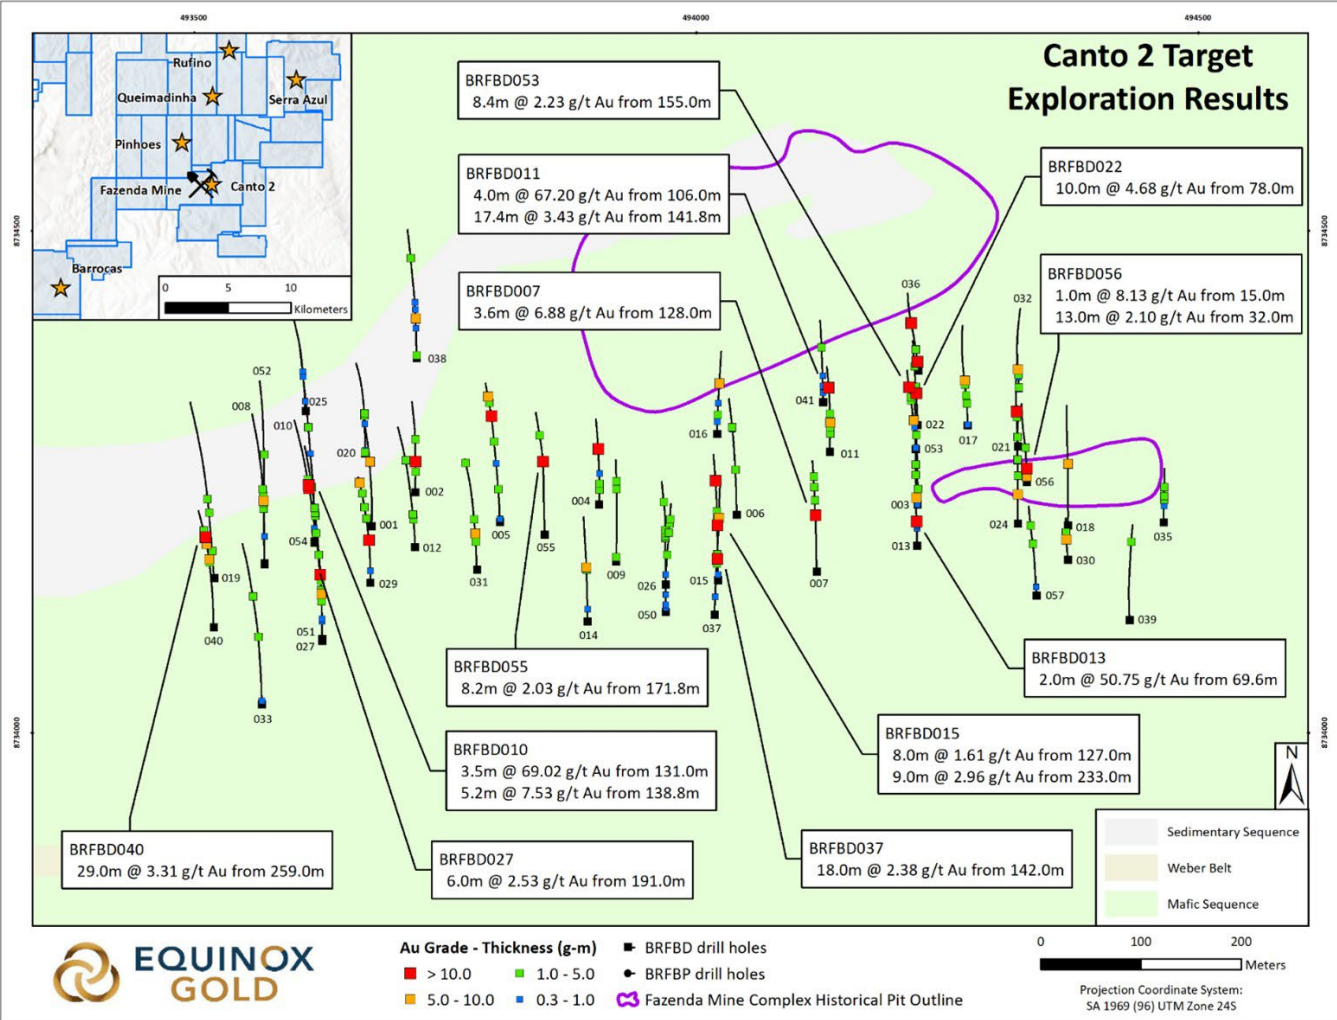 493500
494000
494500
Canto 2 Target
Exploration Results
Rufino
Serra Azul
Queimadinha
Pinhoes
Fazenda Mine
Canto 2
Barrocas
0 5 10
Kilometers
8734500
8734500
8734000
8734000
BRFBD053
8.4m @ 2.23 g/t Au from 155.0m
BRFBD011
4.0m @ 67.20 g/t Au from 106.0m
17.4m @ 3.43 g/t Au from 141.8m
BRFBD022
10.0m @ 4.68 g/t Au from 78.0m
BRFBD007
3.6m @ 6.88 g/t Au from 128.0m
BRFBD056
1.0m @ 8.13 g/t Au from 15.0m
13.0m @ 2.10 g/t Au from 32.0m
036
032
038
052
008
025
010
020
041
016
022
017
011
053
021
002
004
005
006
056
003
054
001
012
055
024
018
035
013
030
031
009
007
019
029
026
015
050
057
014
037
039
040
051
027
033
BRFBD055
8.2m @ 2.03 g/t Au from 171.8m
BRFBD013
2.0m @ 50.75 g/t Au from 69.6m
BRFBD010
3.5m @ 69.02 g/t Au from 131.0m
5.2m @ 7.53 g/t Au from 138.8m
BRFBD015
8.0m @ 1.61 g/t Au from 127.0m
9.0m @ 2.96 g/t Au from 233.0m
BRFBD040
29.0m @ 3.31 g/t Au from 259.0m
BRFBD027
6.0m @ 2.53 g/t Au from 191.0m
BRFBD037
18.0m @ 2.38 g/t Au from 142.0m
N
Sedimentary Sequence
Weber Belt
Mafic Sequence
EQUINOX
GOLD
Au Grade - Thickness (g-m)
> 10.0
1.0 - 5.0
5.0 - 10.0
0.3 - 1.0
BRFBD drill holes
BRFBP drill holes
Fazenda Mine Complex Historical Pit Outline
0 100 200
Meters
Projection Coordinate System:
SA 1969 (96) UTM Zone 24S